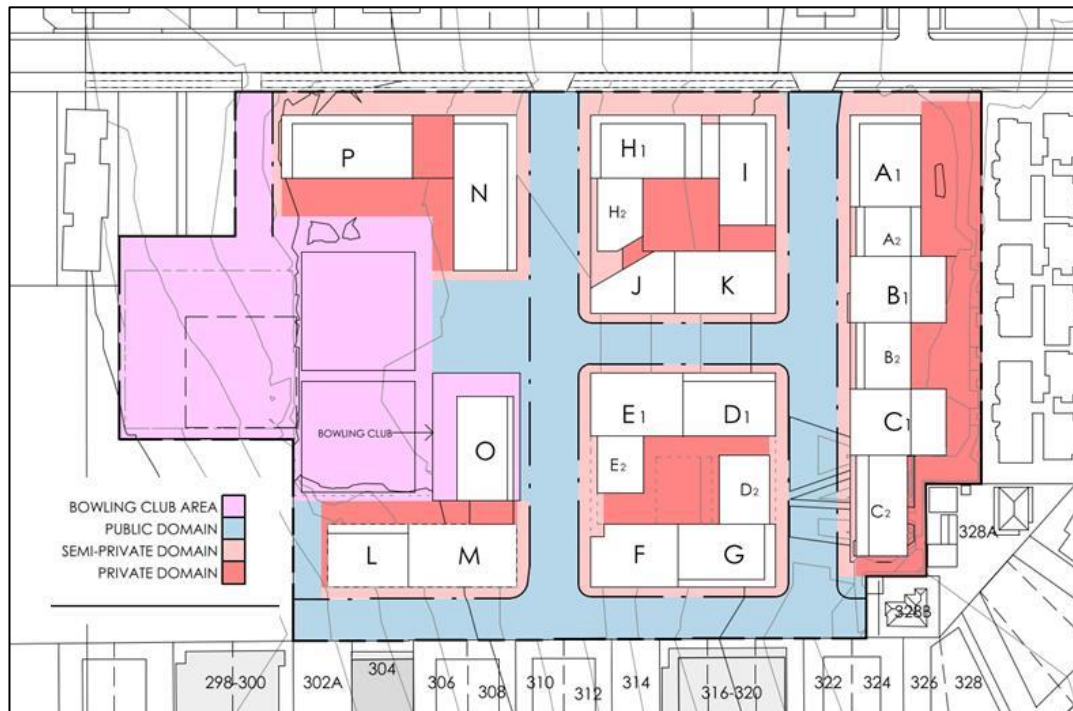 P
N
H1
H2
I
J
K
A1
A2
B1
B2
C1
C2
E1
D1
E2
D2
F
G
BOWLING CLUB
O
L
M
BOWLING CLUB AREA
PUBLIC DOMAIN
SEMI-PRIVATE DOMAIN
PRIVATE DOMAIN
328A
328B
298-300
302A
304
306
308
310
312
314
316-320
322
324
326
328